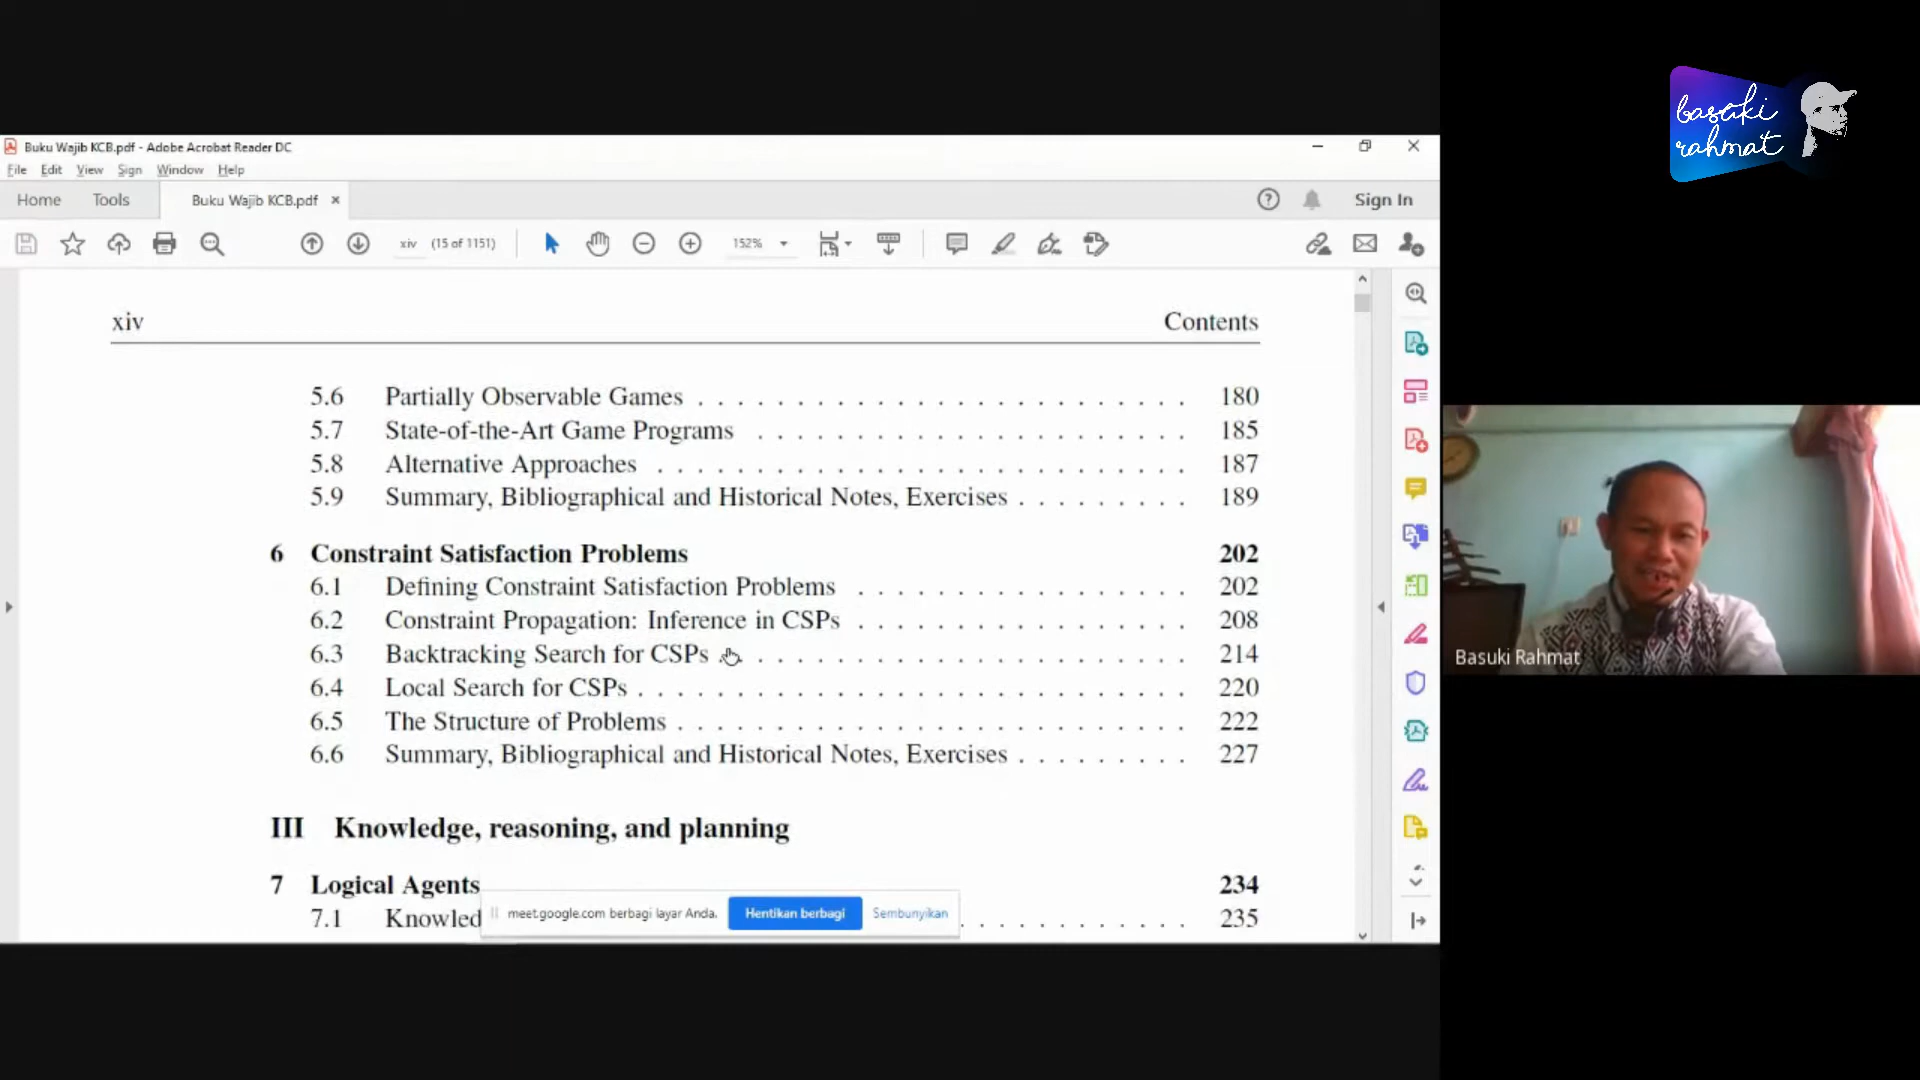 basuki
rahmat
Buku Wajib KCB.pdf - Adobe Acrobat Reader DC
File Edit View Sign Window Help
Home Tools Buku Wajib KCB.pdf × Sign In
xiv (15 of 1151) 152%
xiv Contents
5.6 Partially Observable Games . . . . . . . . . . . . . . . . . . . . . . . . . 180
5.7 State-of-the-Art Game Programs . . . . . . . . . . . . . . . . . . . . . . 185
5.8 Alternative Approaches . . . . . . . . . . . . . . . . . . . . . . . . . . 187
5.9 Summary, Bibliographical and Historical Notes, Exercises . . . . . . . . . 189
6 Constraint Satisfaction Problems 202
6.1 Defining Constraint Satisfaction Problems . . . . . . . . . . . . . . . . . 202
6.2 Constraint Propagation: Inference in CSPs . . . . . . . . . . . . . . . . . 208
6.3 Backtracking Search for CSPs . . . . . . . . . . . . . . . . . . . . . . . 214
6.4 Local Search for CSPs . . . . . . . . . . . . . . . . . . . . . . . . . . . 220
6.5 The Structure of Problems . . . . . . . . . . . . . . . . . . . . . . . . . 222
6.6 Summary, Bibliographical and Historical Notes, Exercises . . . . . . . . . 227
III Knowledge, reasoning, and planning
7 Logical Agents 234
7.1 Knowled . . . . . . . . . . . 235
meet.google.com berbagi layar Anda. Hentikan berbagi Sembunyikan
Basuki Rahmat